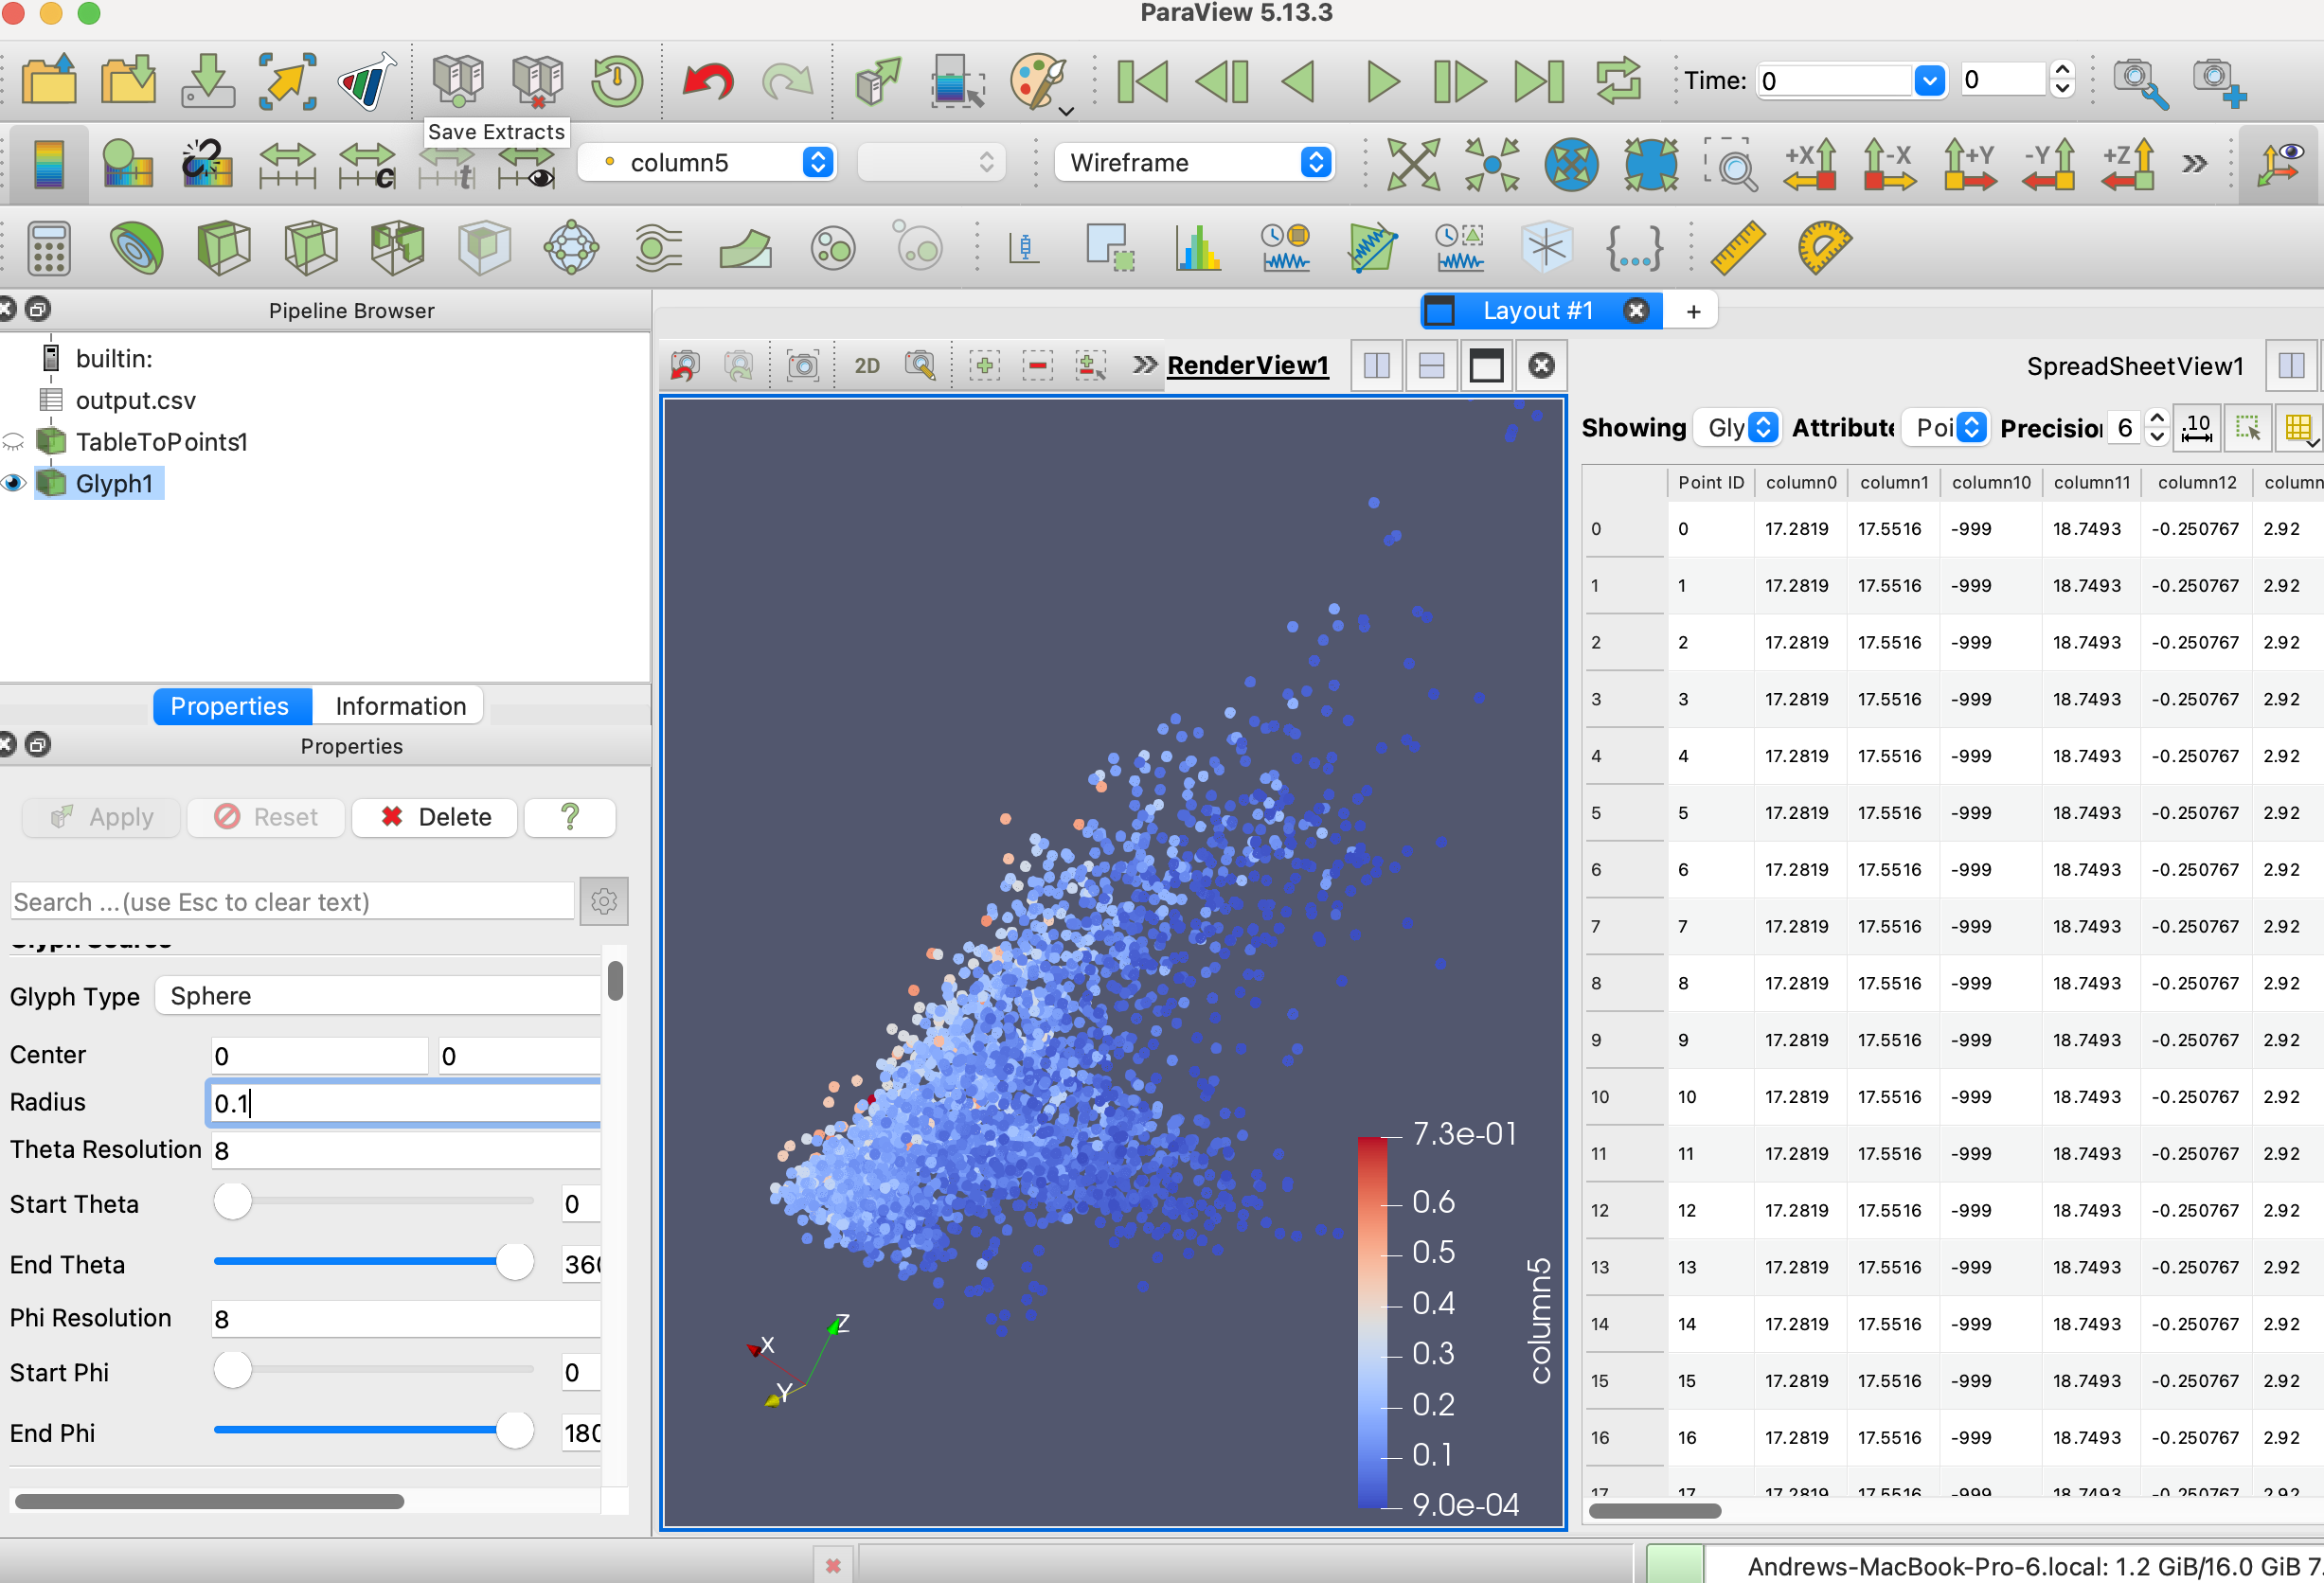 ParaView 5.13.3
Time: 0 0
Save Extracts
c t
column5 Wireframe +X -X +Y -Y +Z »
{...}
Pipeline Browser
builtin:
output.csv
TableToPoints1
Glyph1
Properties Information
Properties
Apply Reset Delete ?
Search ...(use Esc to clear text)
Glyph Source
Glyph Type Sphere
Center 0 0
Radius 0.1
Theta Resolution 8
Start Theta 0
End Theta 360
Phi Resolution 8
Start Phi 0
End Phi 180
Layout #1 +
2D » RenderView1
7.3e-01
0.6
0.5
0.4
0.3
0.2
0.1
9.0e-04
column5
X
Y
Z
SpreadSheetView1
Showing Gly Attribute Poi Precisio 6 .10
Point ID column0 column1 column10 column11 column12 column
0 0 17.2819 17.5516 -999 18.7493 -0.250767 2.92
1 1 17.2819 17.5516 -999 18.7493 -0.250767 2.92
2 2 17.2819 17.5516 -999 18.7493 -0.250767 2.92
3 3 17.2819 17.5516 -999 18.7493 -0.250767 2.92
4 4 17.2819 17.5516 -999 18.7493 -0.250767 2.92
5 5 17.2819 17.5516 -999 18.7493 -0.250767 2.92
6 6 17.2819 17.5516 -999 18.7493 -0.250767 2.92
7 7 17.2819 17.5516 -999 18.7493 -0.250767 2.92
8 8 17.2819 17.5516 -999 18.7493 -0.250767 2.92
9 9 17.2819 17.5516 -999 18.7493 -0.250767 2.92
10 10 17.2819 17.5516 -999 18.7493 -0.250767 2.92
11 11 17.2819 17.5516 -999 18.7493 -0.250767 2.92
12 12 17.2819 17.5516 -999 18.7493 -0.250767 2.92
13 13 17.2819 17.5516 -999 18.7493 -0.250767 2.92
14 14 17.2819 17.5516 -999 18.7493 -0.250767 2.92
15 15 17.2819 17.5516 -999 18.7493 -0.250767 2.92
16 16 17.2819 17.5516 -999 18.7493 -0.250767 2.92
17 17 17.2819 17.5516 -999 18.7493 -0.250767 2.92
Andrews-MacBook-Pro-6.local: 1.2 GiB/16.0 GiB 7.